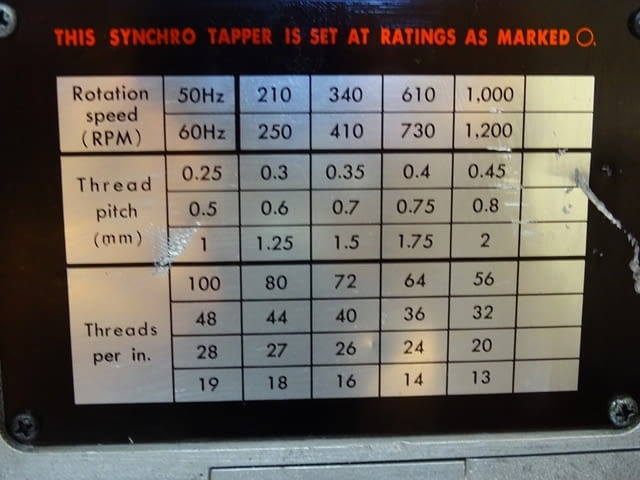 THIS SYNCHRO TAPPER IS SET AT RATINGS AS MARKED ○.
Rotation speed (RPM) 50Hz 210 340 610 1,000
60Hz 250 410 730 1,200
Thread pitch (mm) 0.25 0.3 0.35 0.4 0.45
0.5 0.6 0.7 0.75 0.8
1 1.25 1.5 1.75 2
Threads per in. 100 80 72 64 56
48 44 40 36 32
28 27 26 24 20
19 18 16 14 13